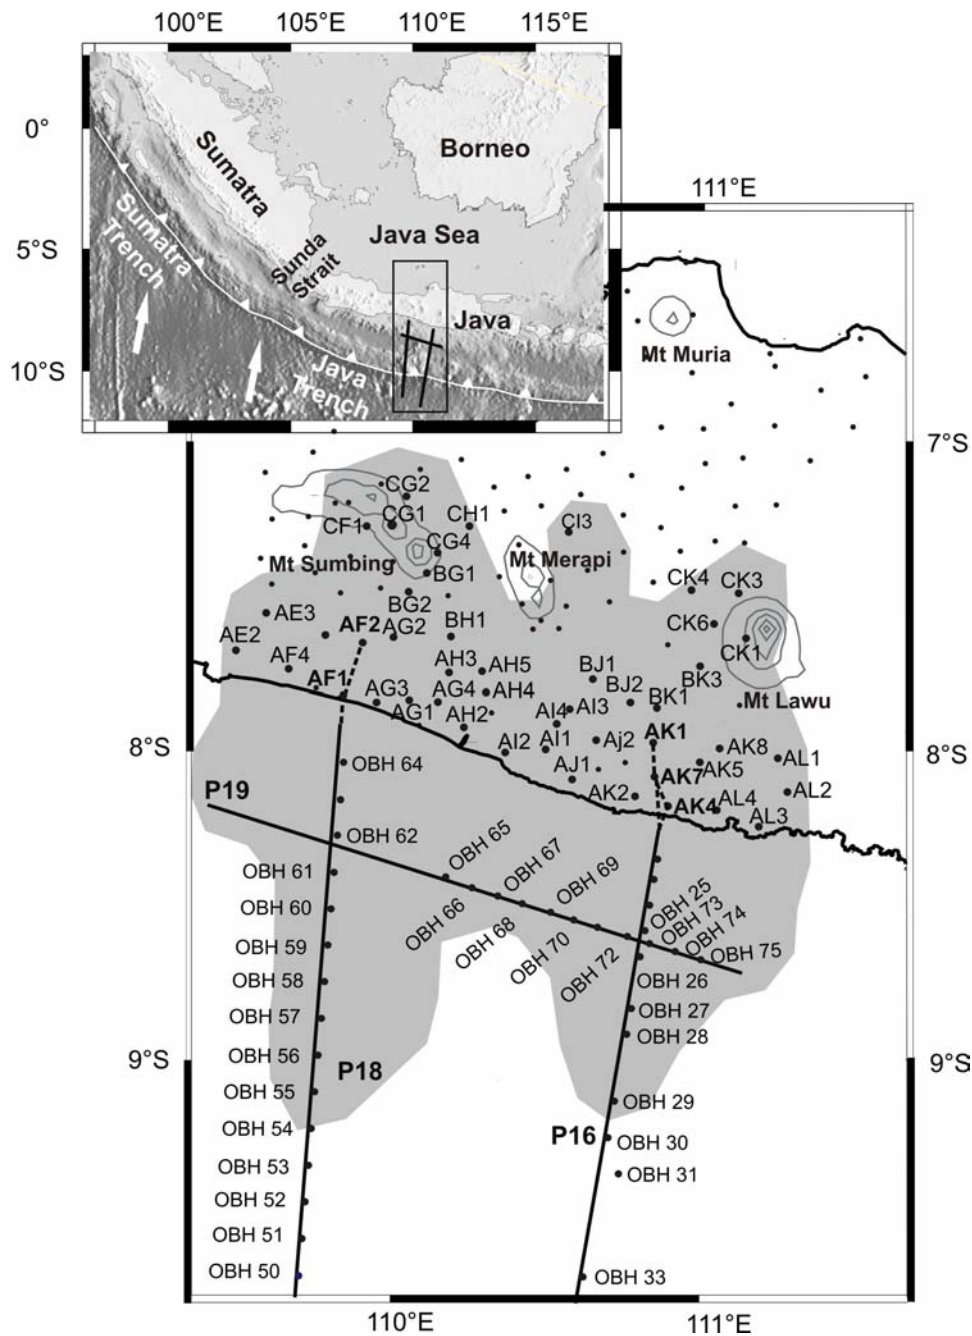 100°E 105°E 110°E 115°E
0°
5°S
10°S
Sumatra
Borneo
Java Sea
Sunda
Strait
Java
Sumatra
Trench
Java
Trench
111°E
Mt Muria
7°S
CG2
CF1 CG1 CH1 CI3
CG4
Mt Sumbing
Mt Merapi
BG1
BG2
CK4 CK3
AE3
AF2
AG2
BH1
CK6
AE2
CK1
AF4
AH3
AH5
BJ1
BK3
AF1
AG3
AG4
AH4
BJ2
BK1
Mt Lawu
AG1
AH2
AI4
AI3
AK1
8°S
AI2
AI1
Aj2
AK8
AL1
8°S
OBH 64
AJ1
AK7
AK5
P19
AK2
AK4
AL4
AL2
AL3
OBH 62
OBH 65
OBH 67
OBH 69
OBH 25
OBH 73
OBH 74
OBH 75
OBH 61
OBH 60
OBH 66
OBH 68
OBH 70
OBH 72
OBH 59
OBH 26
OBH 58
OBH 27
OBH 57
OBH 28
9°S
OBH 56
9°S
P18
OBH 55
OBH 29
OBH 54
P16
OBH 30
OBH 53
OBH 31
OBH 52
OBH 51
OBH 50
OBH 33
110°E 111°E